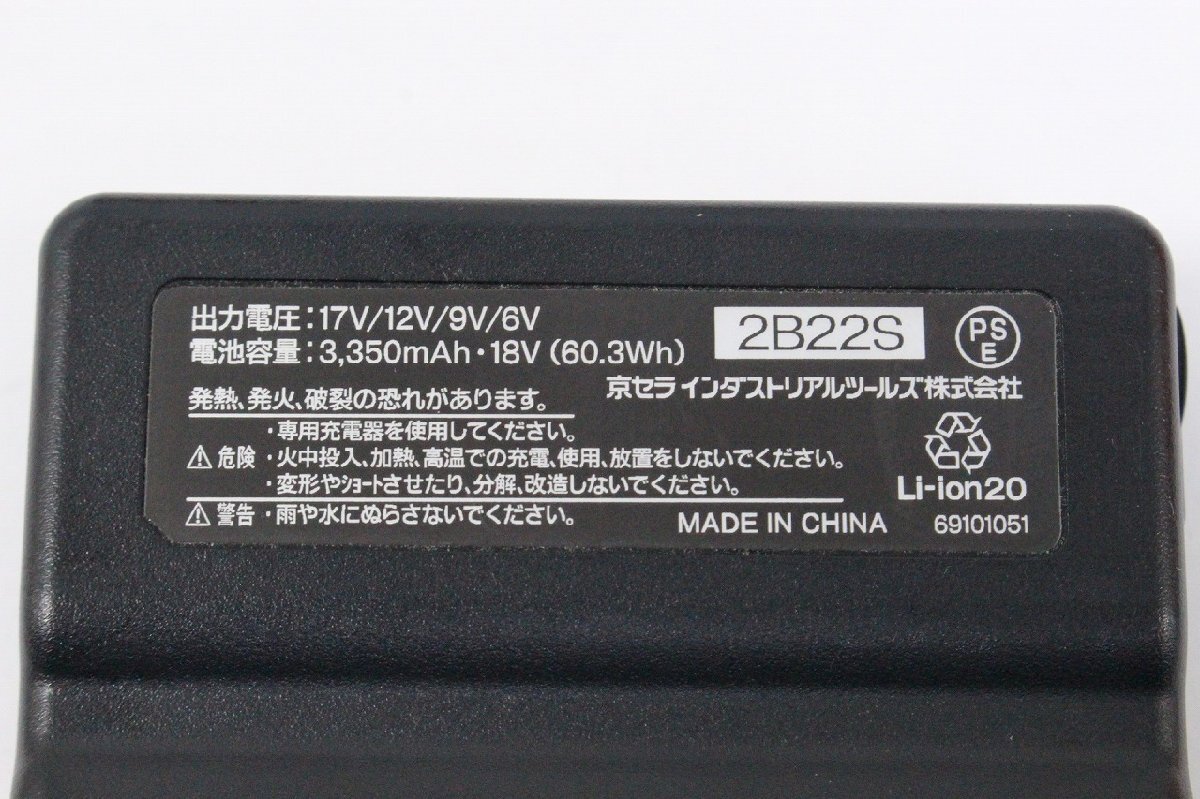 出力電圧:17V/12V/9V/6V
電池容量:3,350mAh・18V (60.3Wh)
2B22S
PS
E
京セラ インダストリアルツールズ株式会社
発熱、発火、破裂の恐れがあります。
⚠危険
・専用充電器を使用してください。
・火中投入、加熱、高温での充電、使用、放置をしないでください。
・変形やショートさせたり、分解、改造しないでください。
⚠警告・雨や水にぬらさないでください。
Li-ion20
MADE IN CHINA
69101051